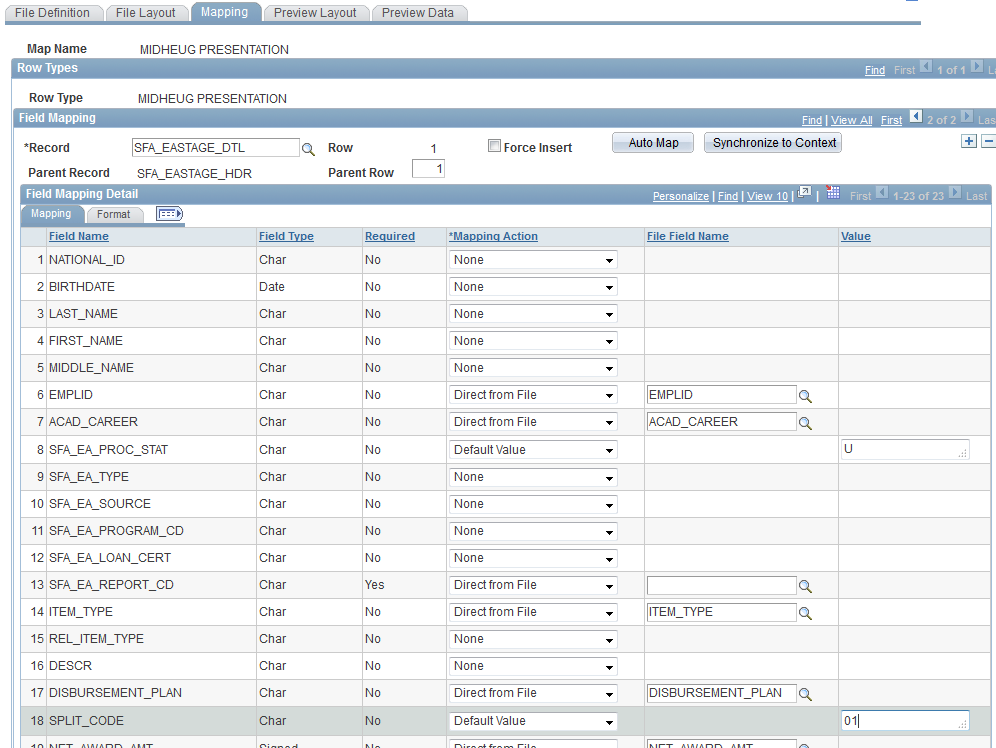 File Definition File Layout Mapping Preview Layout Preview Data
Map Name MIDHEUG PRESENTATION
Row Types Find First 1 of 1
Row Type MIDHEUG PRESENTATION
Field Mapping Find | View All First 2 of 2 Las
*Record SFA_EASTAGE_DTL Row 1 Force Insert Auto Map Synchronize to Context
Parent Record SFA_EASTAGE_HDR Parent Row 1
Field Mapping Detail Personalize | Find | View 10 | | First 1-23 of 23 Last
Mapping Format
Field Name Field Type Required *Mapping Action File Field Name Value
1 NATIONAL_ID Char No None
2 BIRTHDATE Date No None
3 LAST_NAME Char No None
4 FIRST_NAME Char No None
5 MIDDLE_NAME Char No None
6 EMPLID Char No Direct from File EMPLID
7 ACAD_CAREER Char No Direct from File ACAD_CAREER
8 SFA_EA_PROC_STAT Char No Default Value U
9 SFA_EA_TYPE Char No None
10 SFA_EA_SOURCE Char No None
11 SFA_EA_PROGRAM_CD Char No None
12 SFA_EA_LOAN_CERT Char No None
13 SFA_EA_REPORT_CD Char Yes Direct from File
14 ITEM_TYPE Char No Direct from File ITEM_TYPE
15 REL_ITEM_TYPE Char No None
16 DESCR Char No None
17 DISBURSEMENT_PLAN Char No Direct from File DISBURSEMENT_PLAN
18 SPLIT_CODE Char No Default Value 01
19 NET_AWARD_AMT Signed No Direct from File NET_AWARD_AMT